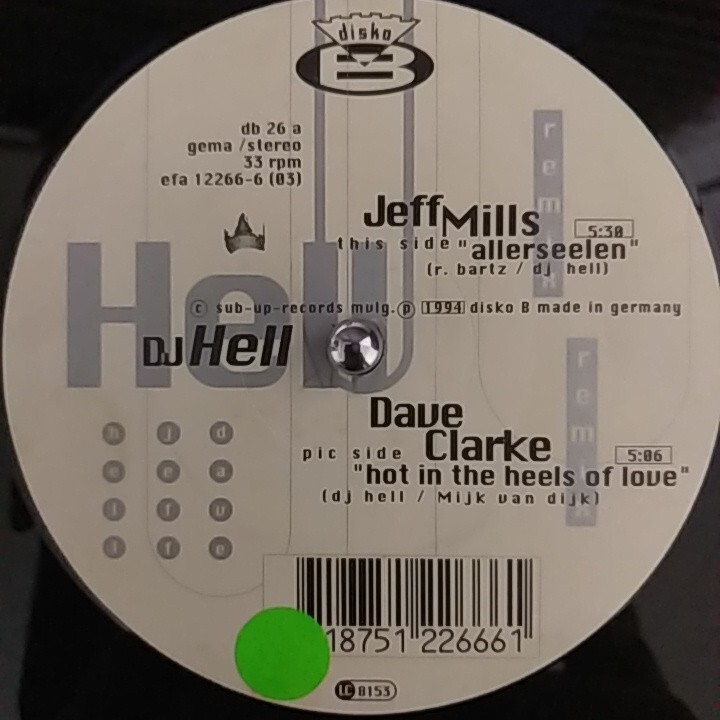 disko
B
db 26 a
gema / stereo
33 rpm
efa 12266-6 (03)
remix
Jeff Mills
5:30
this side "allerseelen"
(r. bartz / dj hell)
Hell
© sub-up-records mvlg. ℗ 1994 disko B made in germany
DJ Hell
remix
Dave
Clarke
5:06
pic side
"hot in the heels of love"
(dj hell / Mijk van dijk)
h j d
e e a
l f v
l f e
18751 226661
LC 8153